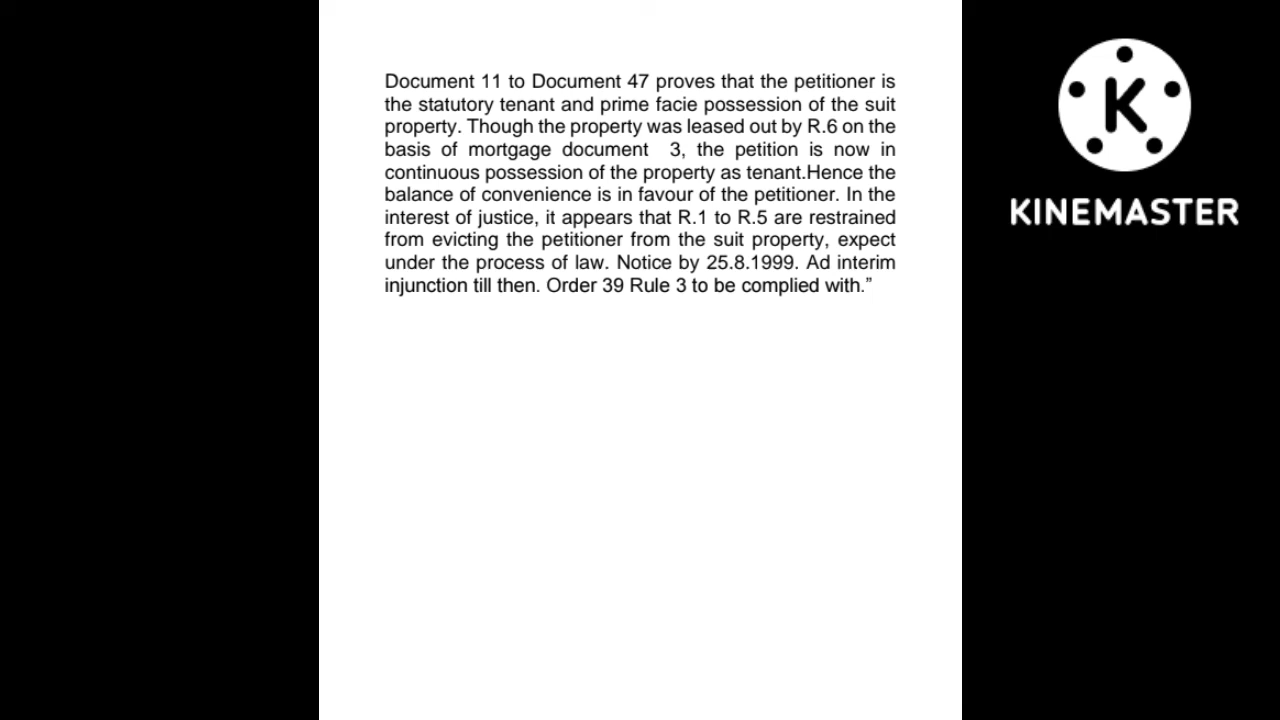 Document 11 to Document 47 proves that the petitioner is
the statutory tenant and prime facie possession of the suit
property. Though the property was leased out by R.6 on the
basis of mortgage document 3, the petition is now in
continuous possession of the property as tenant.Hence the
balance of convenience is in favour of the petitioner. In the
interest of justice, it appears that R.1 to R.5 are restrained
from evicting the petitioner from the suit property, expect
under the process of law. Notice by 25.8.1999. Ad interim
injunction till then. Order 39 Rule 3 to be complied with.”
K
KINEMASTER